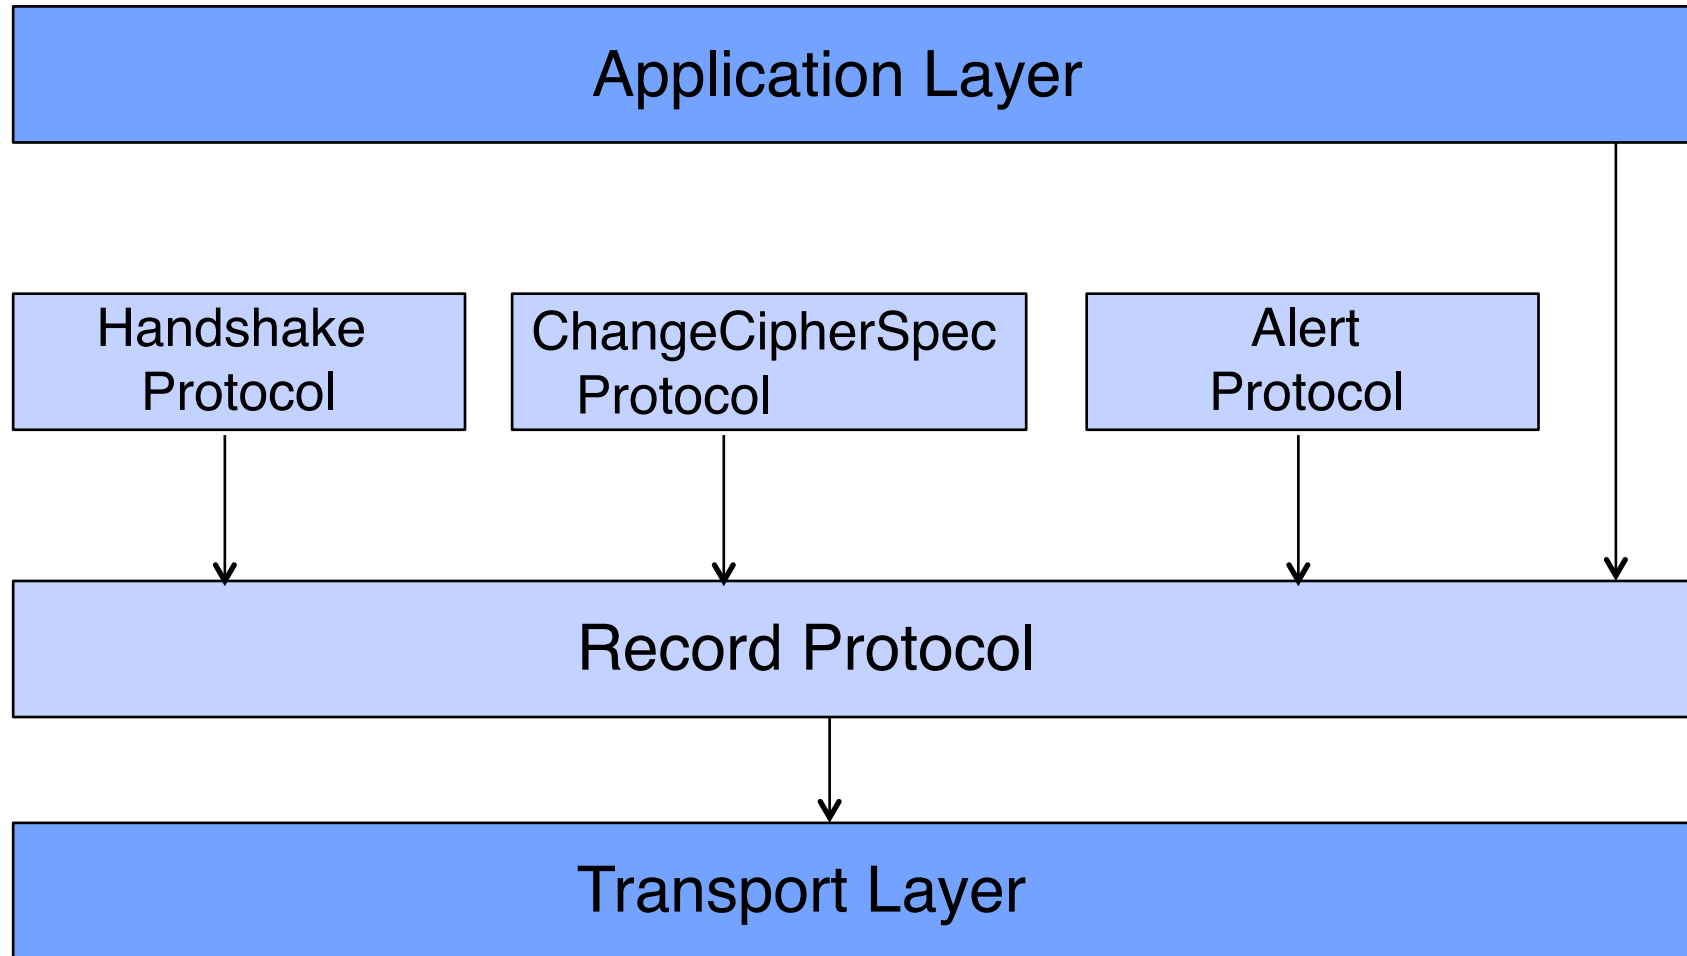 Application Layer
Handshake
Protocol
ChangeCipherSpec
Protocol
Alert
Protocol
Record Protocol
Transport Layer